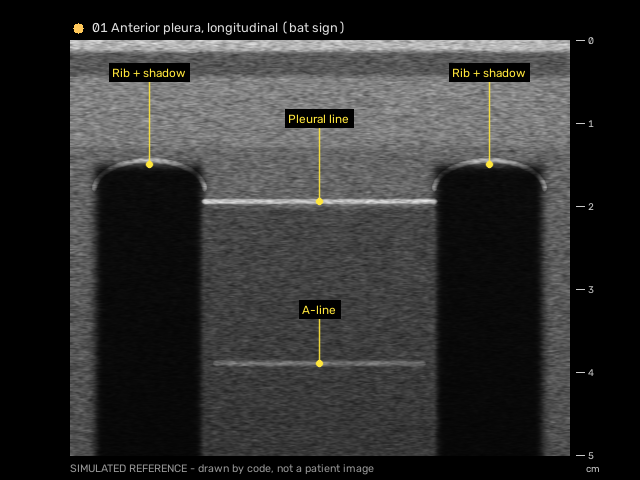 01 Anterior pleura, longitudinal (bat sign)
0
Rib + shadow
Rib + shadow
Pleural line
1
2
3
A-line
4
5
SIMULATED REFERENCE - drawn by code, not a patient image
cm